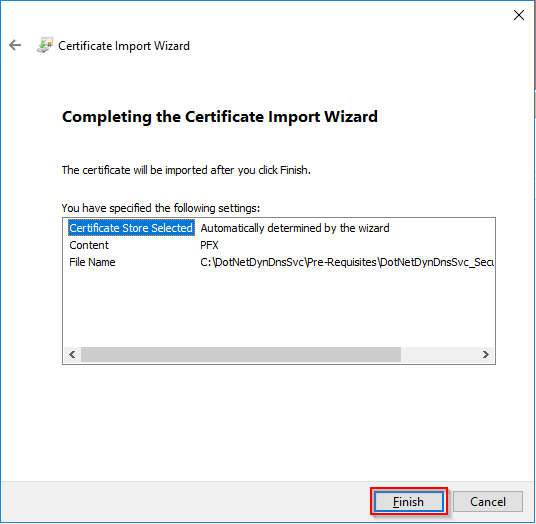 Certificate Import Wizard
Completing the Certificate Import Wizard
The certificate will be imported after you click Finish.
You have specified the following settings:
Certificate Store Selected Automatically determined by the wizard
Content PFX
File Name C:\DotNetDynDnsSvc\Pre-Requisites\DotNetDynDnsSvc_Secu
Finish Cancel